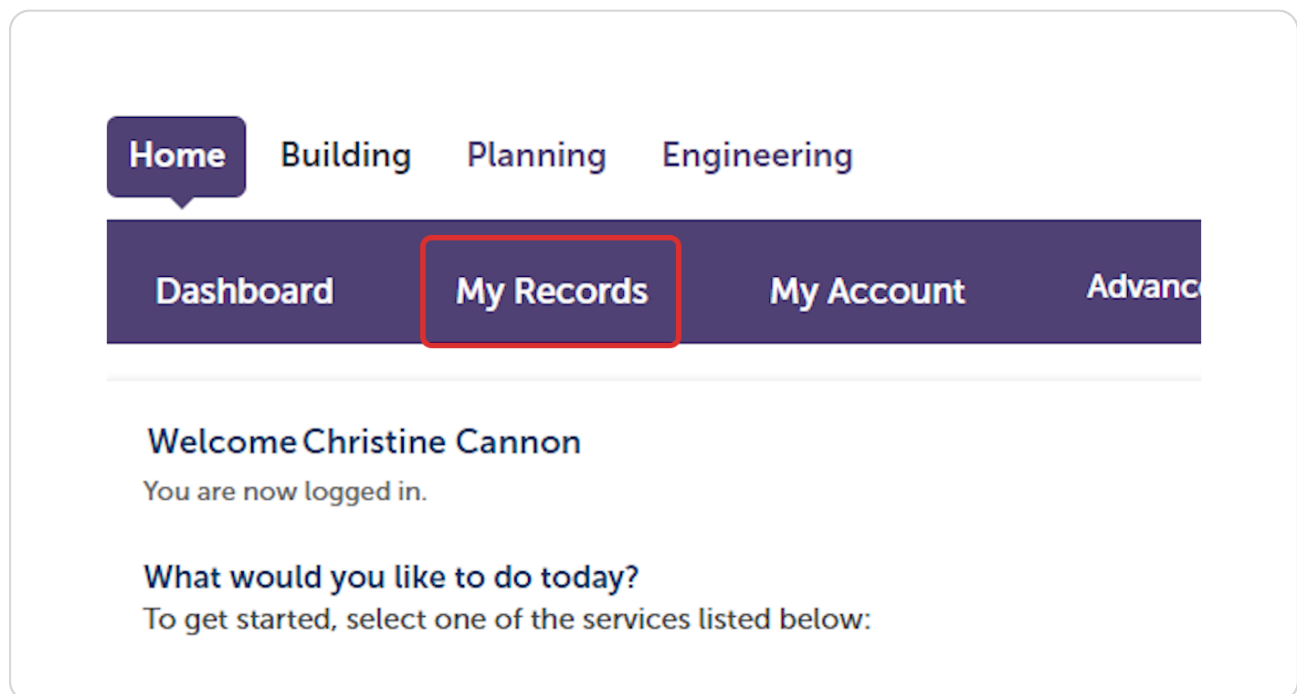 Home Building Planning Engineering
Dashboard My Records My Account Advanc
Welcome Christine Cannon
You are now logged in.
What would you like to do today?
To get started, select one of the services listed below: